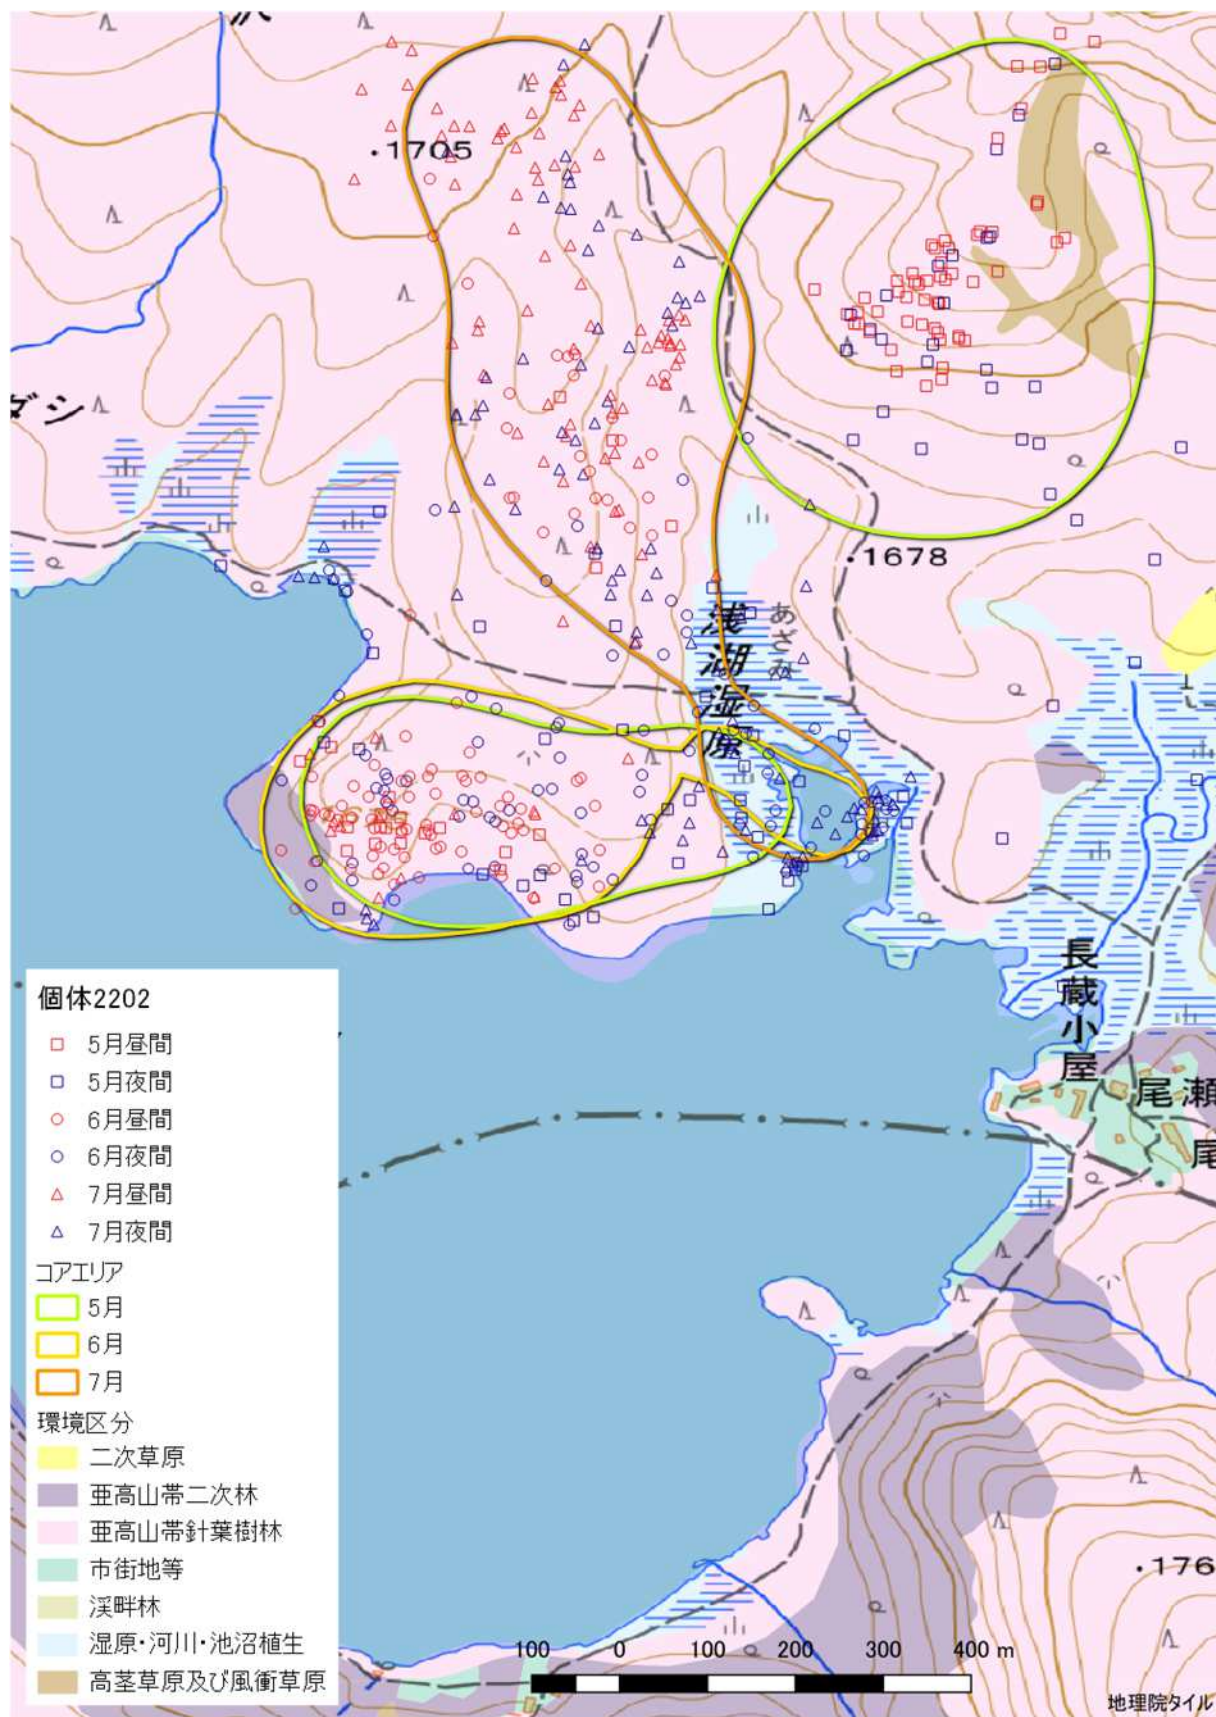 沢
・1705
ダシ
・1678
浅湖湿原
あざみ
長蔵小屋
尾瀬
尾
個体2202
5月昼間
5月夜間
6月昼間
6月夜間
7月昼間
7月夜間
コアエリア
5月
6月
7月
環境区分
二次草原
亜高山帯二次林
亜高山帯針葉樹林
市街地等
渓畔林
湿原・河川・池沼植生
高茎草原及び風衝草原
・176
100 0 100 200 300 400 m
地理院タイル